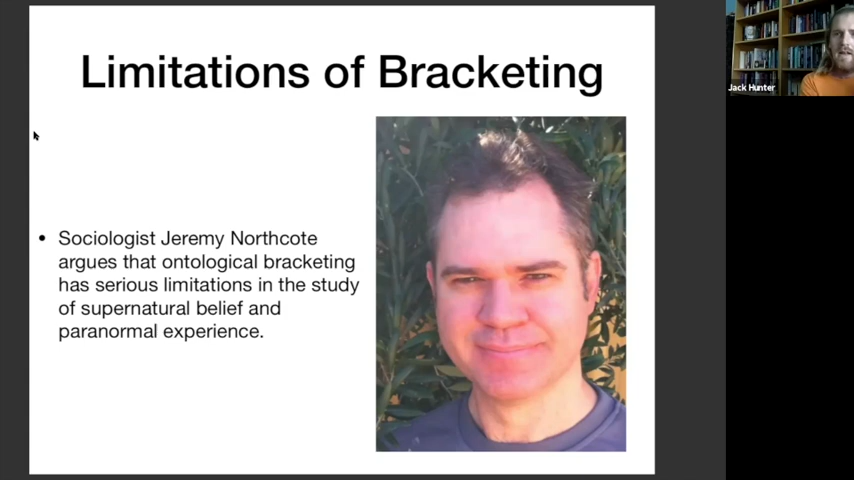 Limitations of Bracketing
Jack Hunter
• Sociologist Jeremy Northcote
argues that ontological bracketing
has serious limitations in the study
of supernatural belief and
paranormal experience.